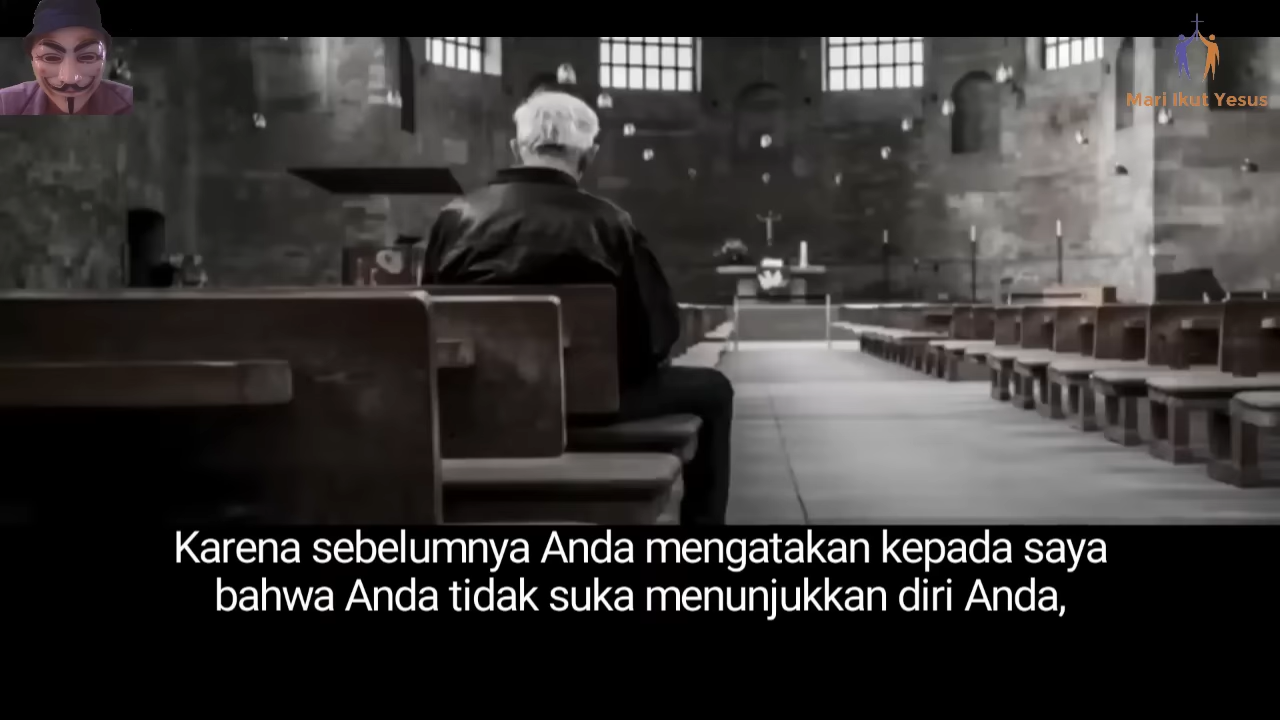 Mari Ikut Yesus
Karena sebelumnya Anda mengatakan kepada saya
bahwa Anda tidak suka menunjukkan diri Anda,